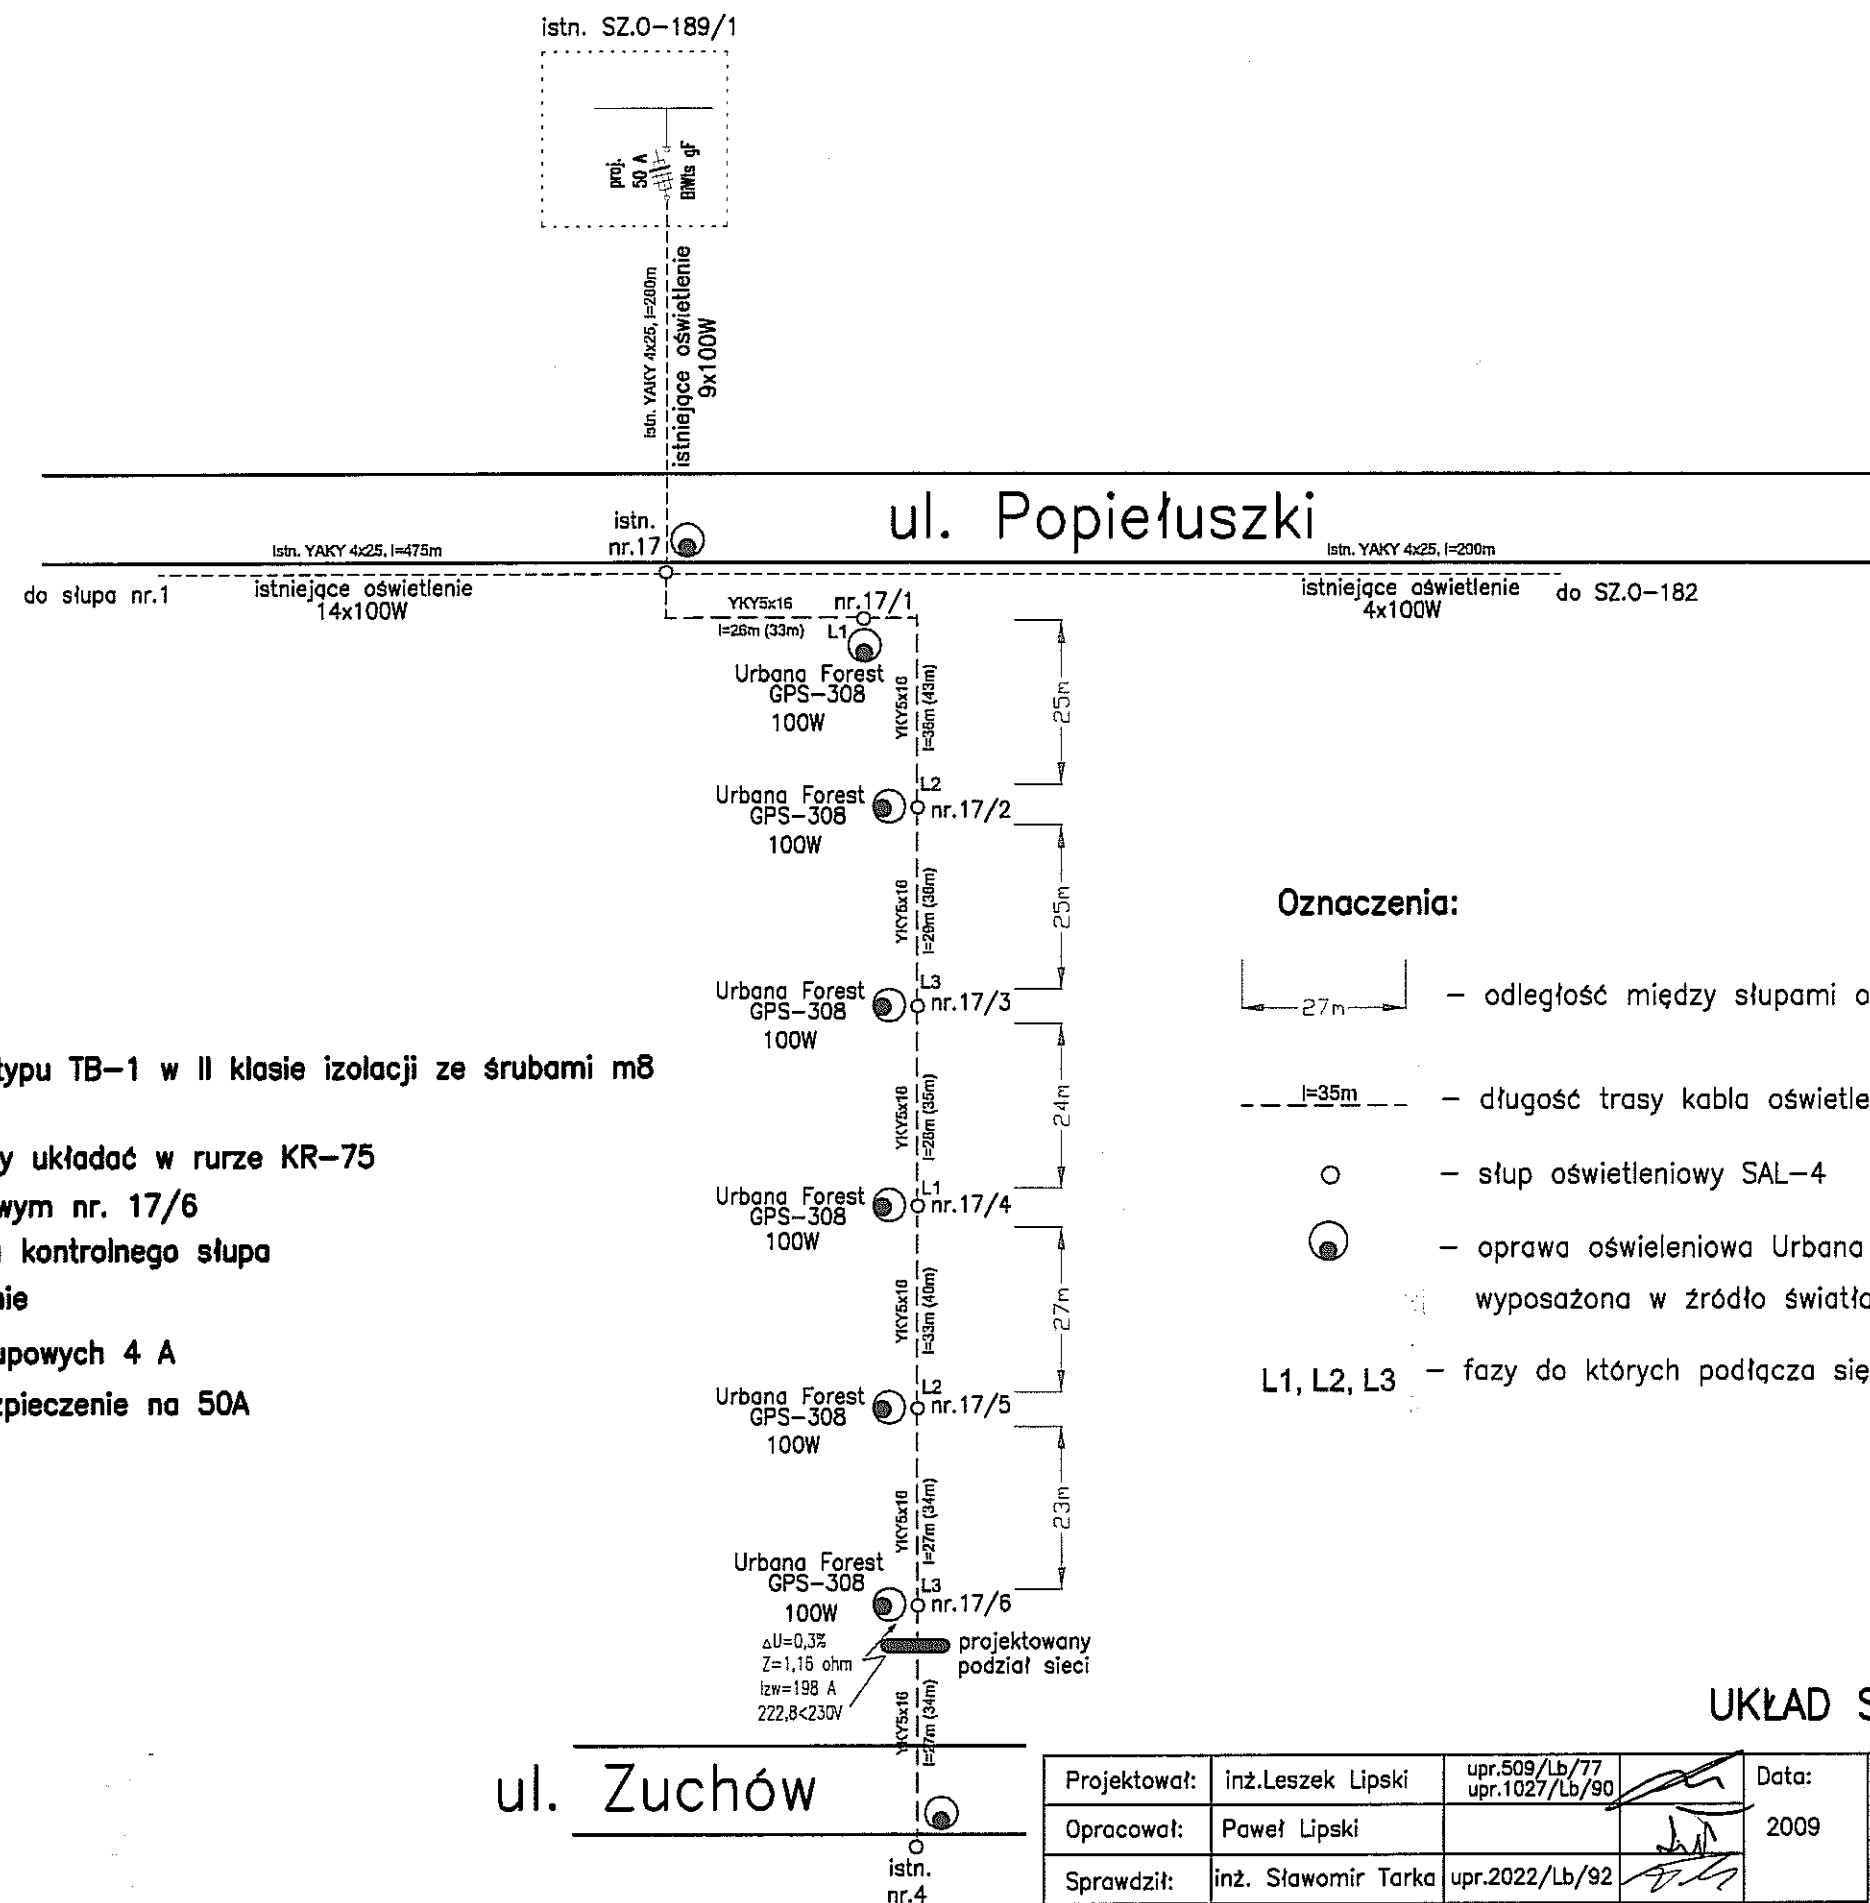 istn. SZ.O-189/1
proj.
50 A
BiWts gF
istn. YAKY 4x25, l=260m
istniejące oświetlenie
9x100W
ul. Popiełuszki
istn.
nr.17
istn. YAKY 4x25, l=475m
istn. YAKY 4x25, l=200m
do słupa nr.1
istniejące oświetlenie
14x100W
istniejące oświetlenie
4x100W
do SZ.O-182
YKY5x16
l=26m (33m)
nr.17/1
L1
Urbana Forest
GPS-308
100W
YKY5x16
l=36m (43m)
25m
L2
Urbana Forest
GPS-308
100W
nr.17/2
YKY5x16
l=29m (36m)
25m
L3
Urbana Forest
GPS-308
100W
nr.17/3
YKY5x16
l=28m (35m)
24m
L1
Urbana Forest
GPS-308
100W
nr.17/4
YKY5x16
l=33m (40m)
27m
L2
Urbana Forest
GPS-308
100W
nr.17/5
YKY5x16
l=27m (34m)
23m
L3
Urbana Forest
GPS-308
100W
nr.17/6
ΔU=0,3%
Z=1,16 ohm
Izw=198 A
222,8<230V
projektowany
podział sieci
YKY5x16
l=27m (34m)
ul. Zuchów
istn.
nr.4
typu TB-1 w II klasie izolacji ze śrubami m8
y układać w rurze KR-75
wym nr. 17/6
kontrolnego słupa
nie
upowych 4 A
zpieczenie na 50A
Oznaczenia:
27m
- odległość między słupami o
l=35m
- długość trasy kabla oświetle
- słup oświetleniowy SAL-4
- oprawa oświeleniowa Urbana
wyposażona w źródło światła
L1, L2, L3 - fazy do których podłącza się
UKŁAD S
Projektował: inż.Leszek Lipski upr.509/Lb/77
upr.1027/Lb/90
Data:
Opracował: Paweł Lipski
2009
Sprawdził: inż. Sławomir Tarka upr.2022/Lb/92